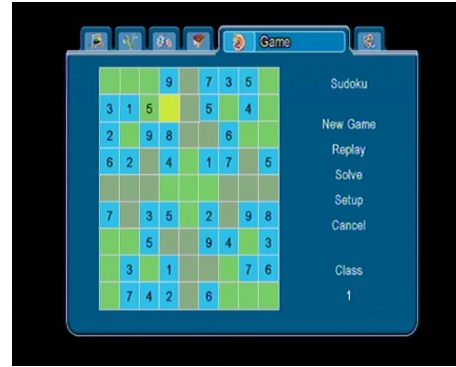 Game
Sudoku
New Game
Replay
Solve
Setup
Cancel
Class
1
9 7 3 5
3 1 5 5 4
2 9 8 6
6 2 4 1 7 5
7 3 5 2 9 8
5 9 4 3
3 1 7 6
7 4 2 6